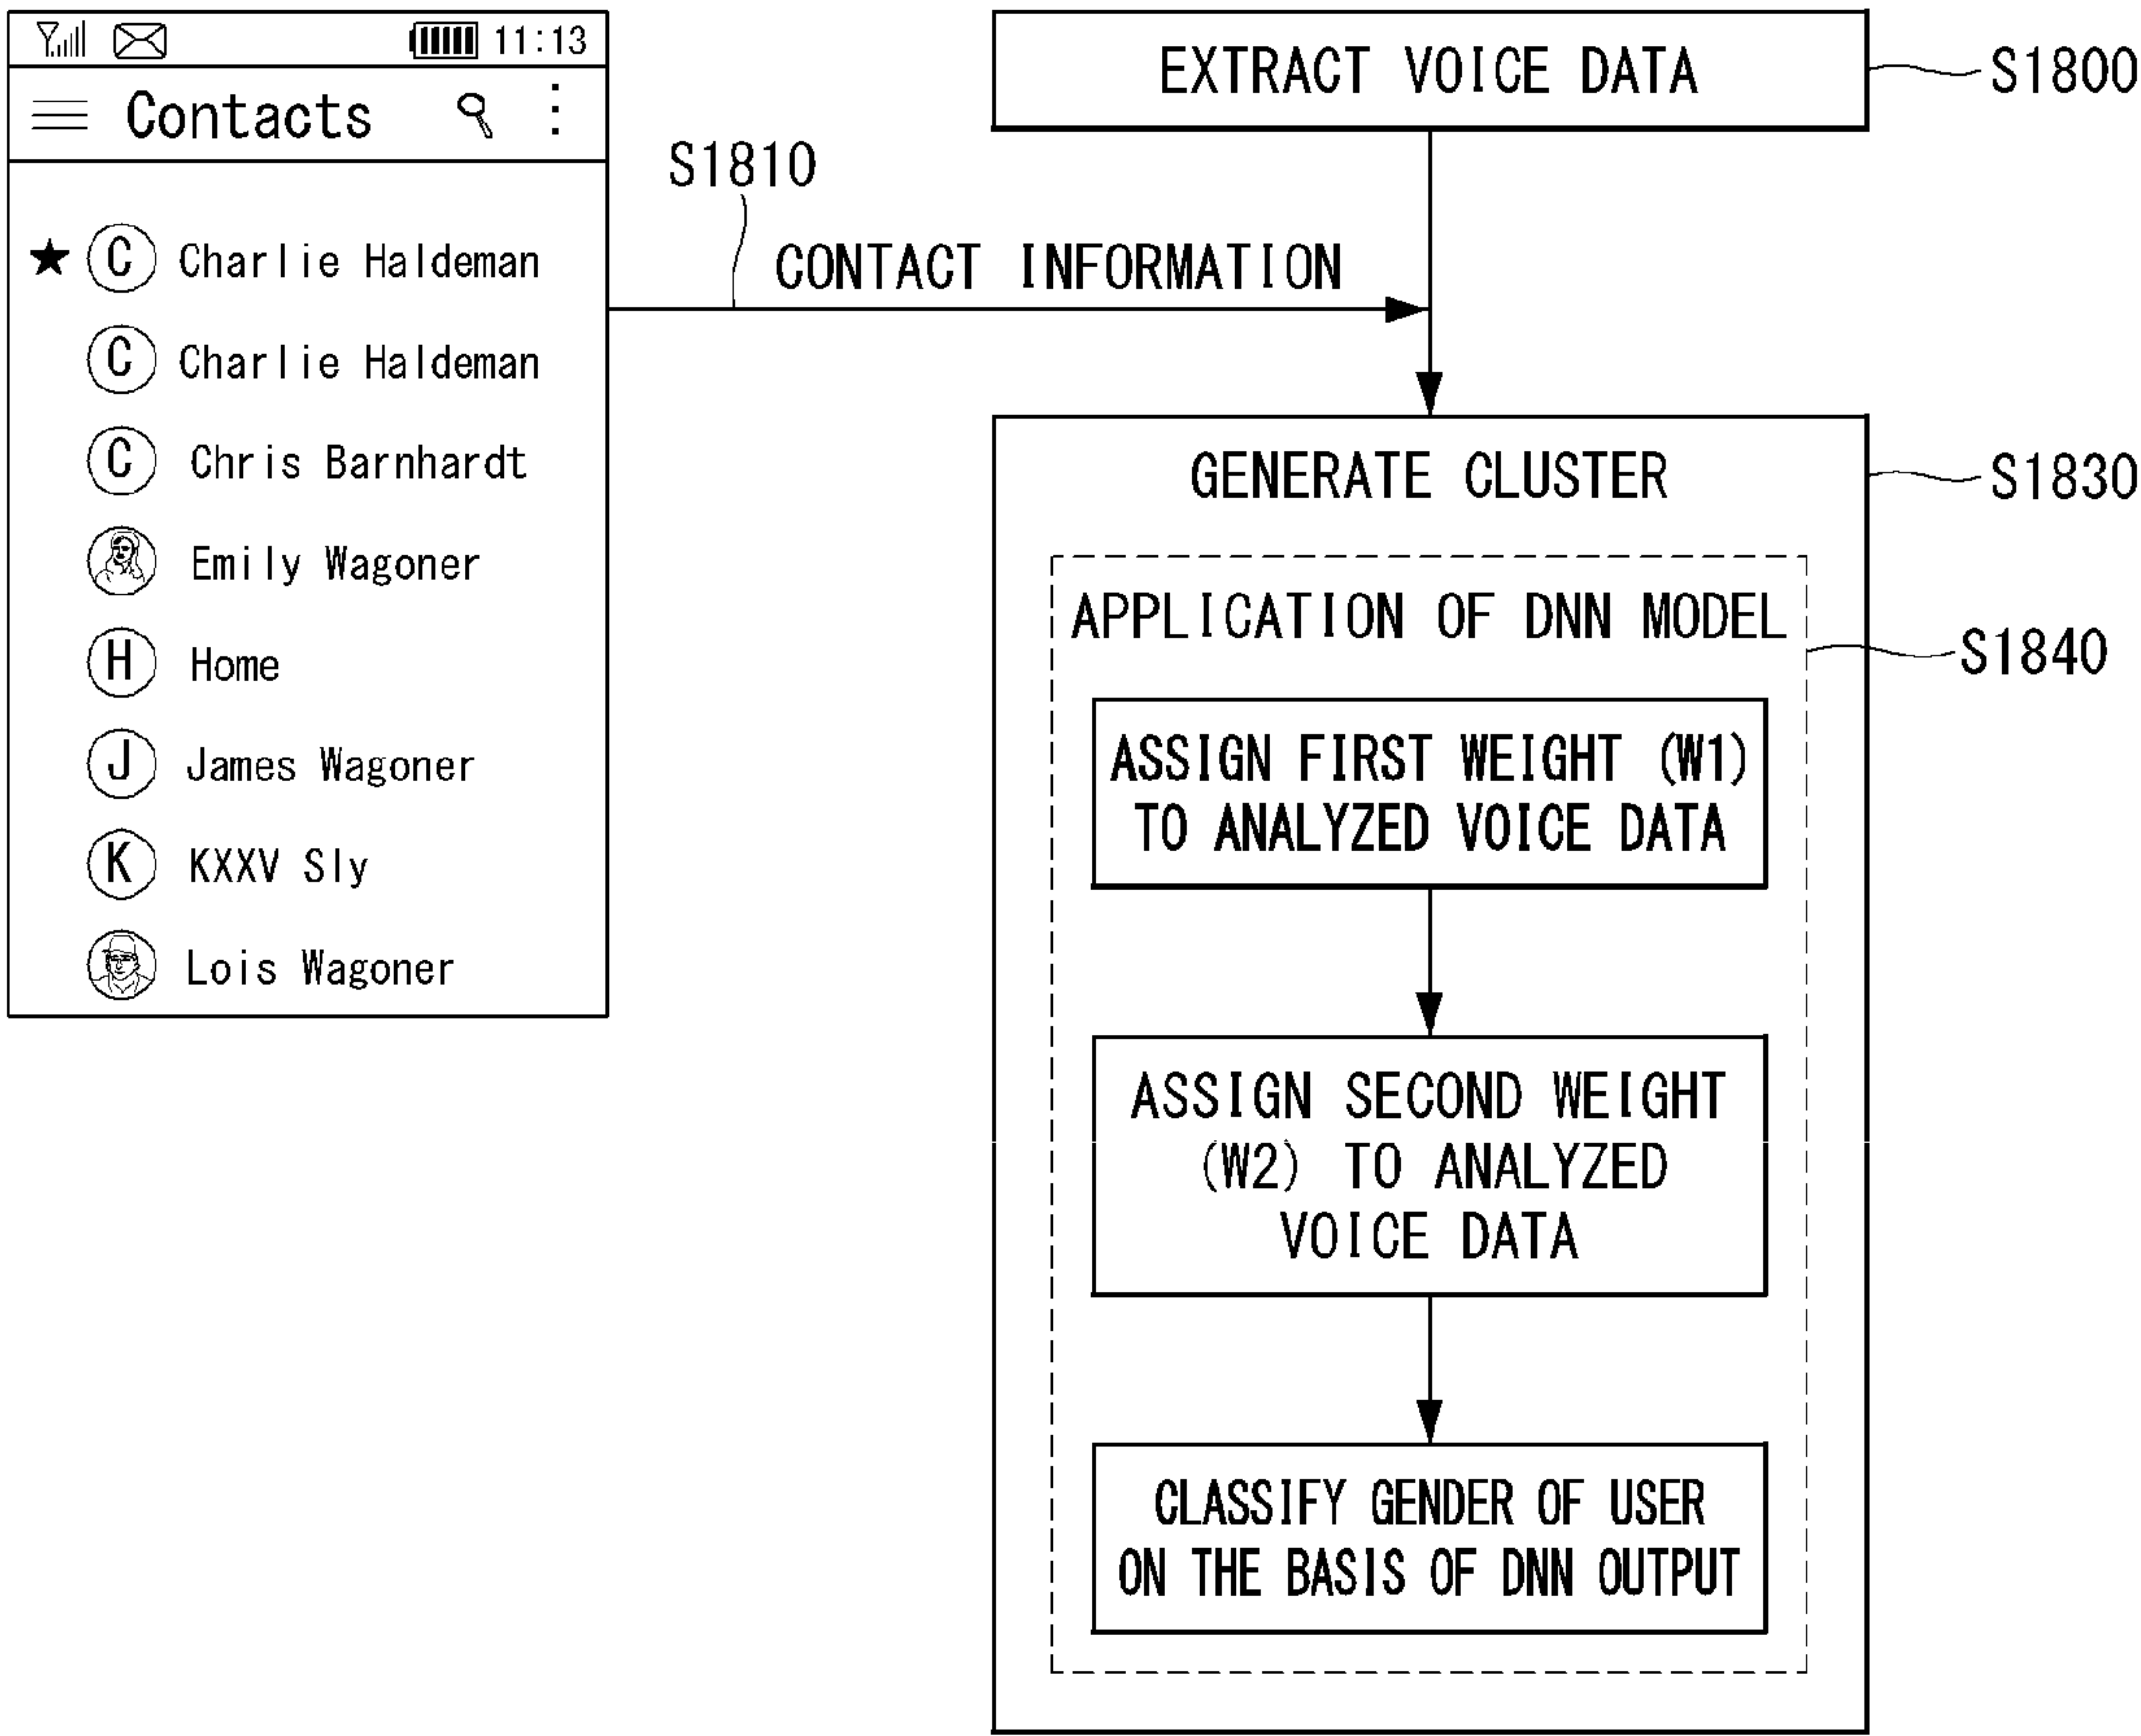 11:13
Contacts
C Charlie Haldeman
C Charlie Haldeman
C Chris Barnhardt
Emily Wagoner
H Home
J James Wagoner
K KXXV Sly
Lois Wagoner
S1810
CONTACT INFORMATION
EXTRACT VOICE DATA
S1800
GENERATE CLUSTER
S1830
APPLICATION OF DNN MODEL
S1840
ASSIGN FIRST WEIGHT (W1)
TO ANALYZED VOICE DATA
ASSIGN SECOND WEIGHT
(W2) TO ANALYZED
VOICE DATA
CLASSIFY GENDER OF USER
ON THE BASIS OF DNN OUTPUT